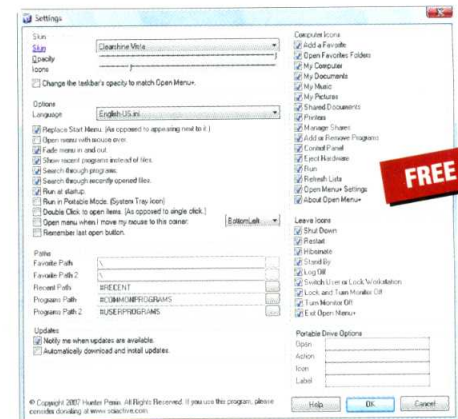 Settings
Skin
Skin
Clearshine Vista
Opacity
Icons
Change the taskbar's opacity to match Open Menu+.
Options
Language
English-US.ini
Replace Start Menu. (As opposed to appearing next to it.)
Open menu with mouse over.
Fade menu in and out.
Show recent programs instead of files.
Search through programs.
Search through recently opened files.
Run at startup.
Run in Portable Mode. (System Tray Icon)
Double Click to open items. (As opposed to single click.)
Open menu when I move my mouse to this corner.
BottomLeft
Remember last open button.
Paths
Favorite Path
\
Favorite Path 2
\
Recent Path
#RECENT
Programs Path
#COMMONPROGRAMS
Programs Path 2
#USERPROGRAMS
Updates
Notify me when updates are available.
Automatically download and install updates.
© Copyright 2007 Hunter Perrin. All Rights Reserved. If you use this program, please
consider donating at www.sciactive.com
Computer Icons
Add a Favorite
Open Favorites Folders
My Computer
My Documents
My Music
My Pictures
Shared Documents
Printers
Manage Shares
Add or Remove Programs
Control Panel
Eject Hardware
Run
Refresh Lists
Open Menu+ Settings
About Open Menu+
FREE
Leave Icons
Shut Down
Restart
Hibernate
Stand By
Log Off
Switch User or Lock Workstation
Lock and Turn Monitor Off
Turn Monitor Off
Exit Open Menu+
Portable Drive Options
Open
Action
Icon
Label
Help
OK
Cancel